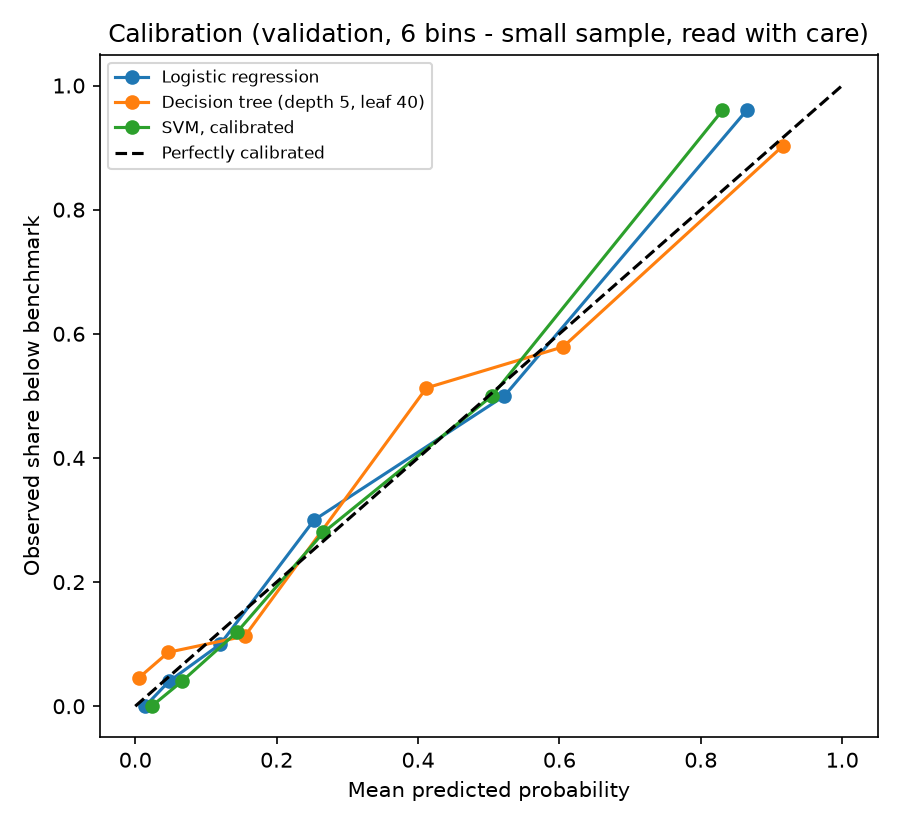 Calibration (validation, 6 bins - small sample, read with care)
Logistic regression
Decision tree (depth 5, leaf 40)
SVM, calibrated
Perfectly calibrated
Observed share below benchmark
1.0
0.8
0.6
0.4
0.2
0.0
0.0 0.2 0.4 0.6 0.8 1.0
Mean predicted probability